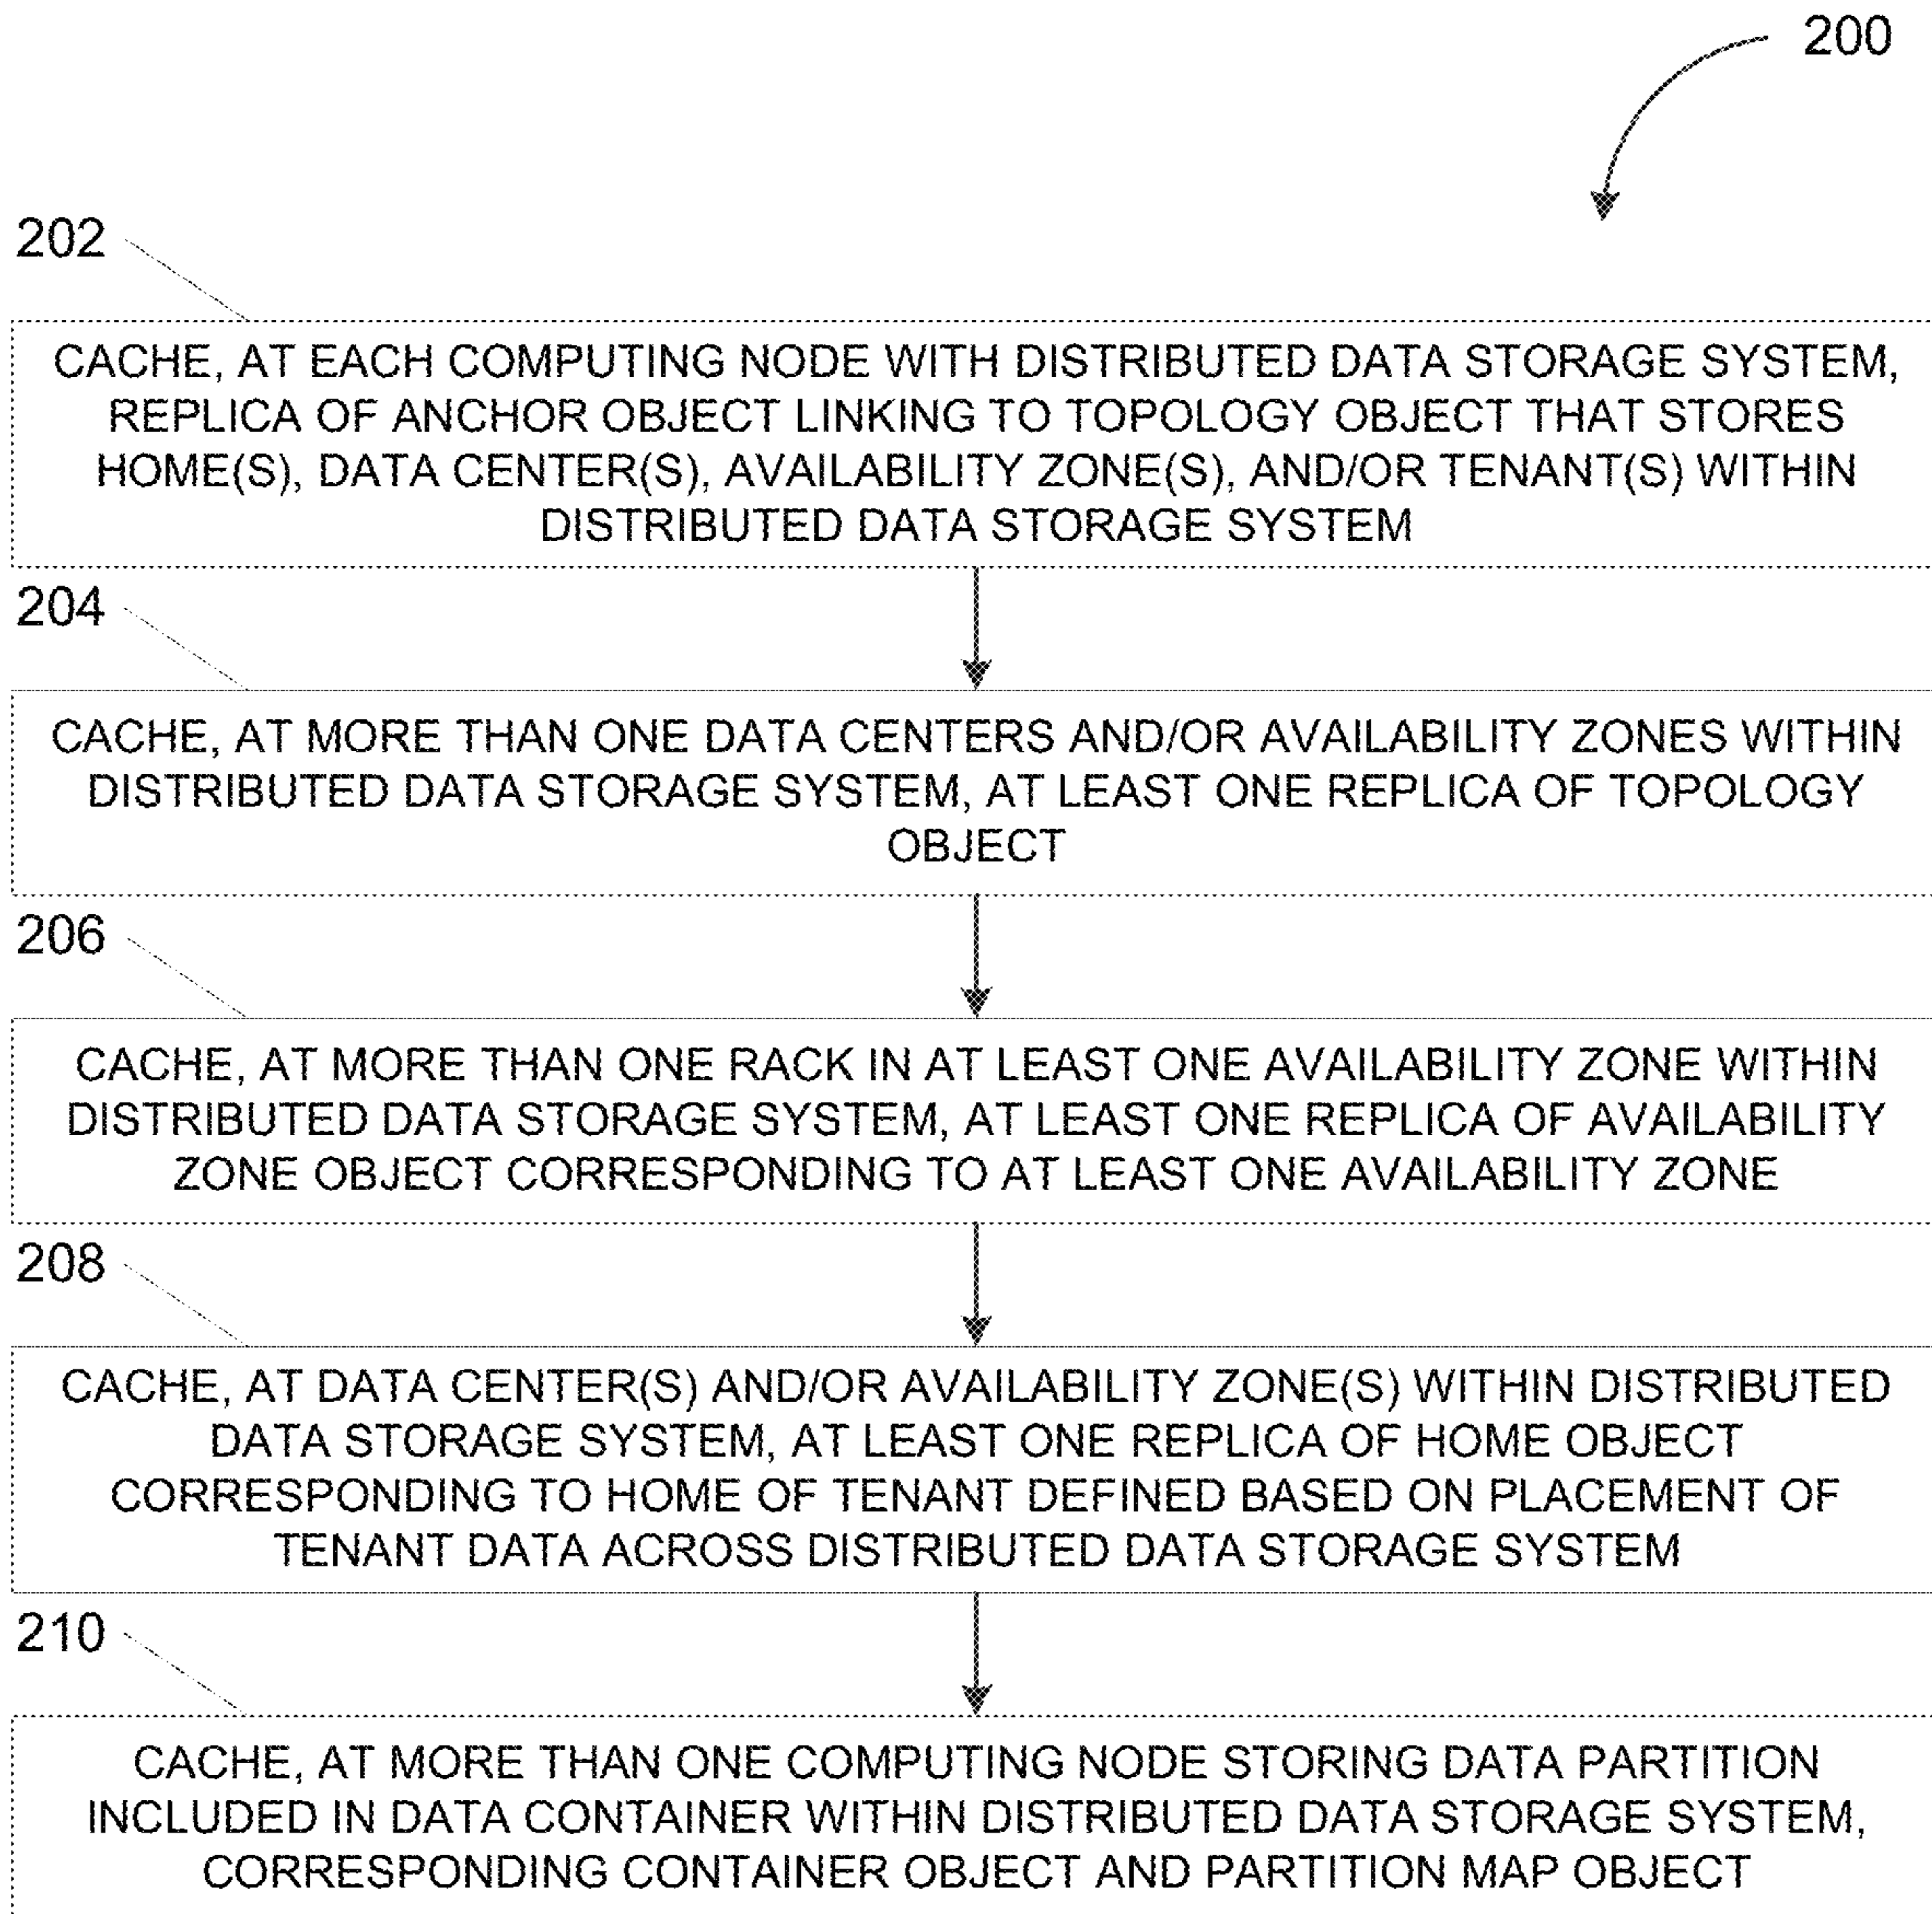 200
202
CACHE, AT EACH COMPUTING NODE WITH DISTRIBUTED DATA STORAGE SYSTEM,
REPLICA OF ANCHOR OBJECT LINKING TO TOPOLOGY OBJECT THAT STORES
HOME(S), DATA CENTER(S), AVAILABILITY ZONE(S), AND/OR TENANT(S) WITHIN
DISTRIBUTED DATA STORAGE SYSTEM
204
CACHE, AT MORE THAN ONE DATA CENTERS AND/OR AVAILABILITY ZONES WITHIN
DISTRIBUTED DATA STORAGE SYSTEM, AT LEAST ONE REPLICA OF TOPOLOGY
OBJECT
206
CACHE, AT MORE THAN ONE RACK IN AT LEAST ONE AVAILABILITY ZONE WITHIN
DISTRIBUTED DATA STORAGE SYSTEM, AT LEAST ONE REPLICA OF AVAILABILITY
ZONE OBJECT CORRESPONDING TO AT LEAST ONE AVAILABILITY ZONE
208
CACHE, AT DATA CENTER(S) AND/OR AVAILABILITY ZONE(S) WITHIN DISTRIBUTED
DATA STORAGE SYSTEM, AT LEAST ONE REPLICA OF HOME OBJECT
CORRESPONDING TO HOME OF TENANT DEFINED BASED ON PLACEMENT OF
TENANT DATA ACROSS DISTRIBUTED DATA STORAGE SYSTEM
210
CACHE, AT MORE THAN ONE COMPUTING NODE STORING DATA PARTITION
INCLUDED IN DATA CONTAINER WITHIN DISTRIBUTED DATA STORAGE SYSTEM,
CORRESPONDING CONTAINER OBJECT AND PARTITION MAP OBJECT